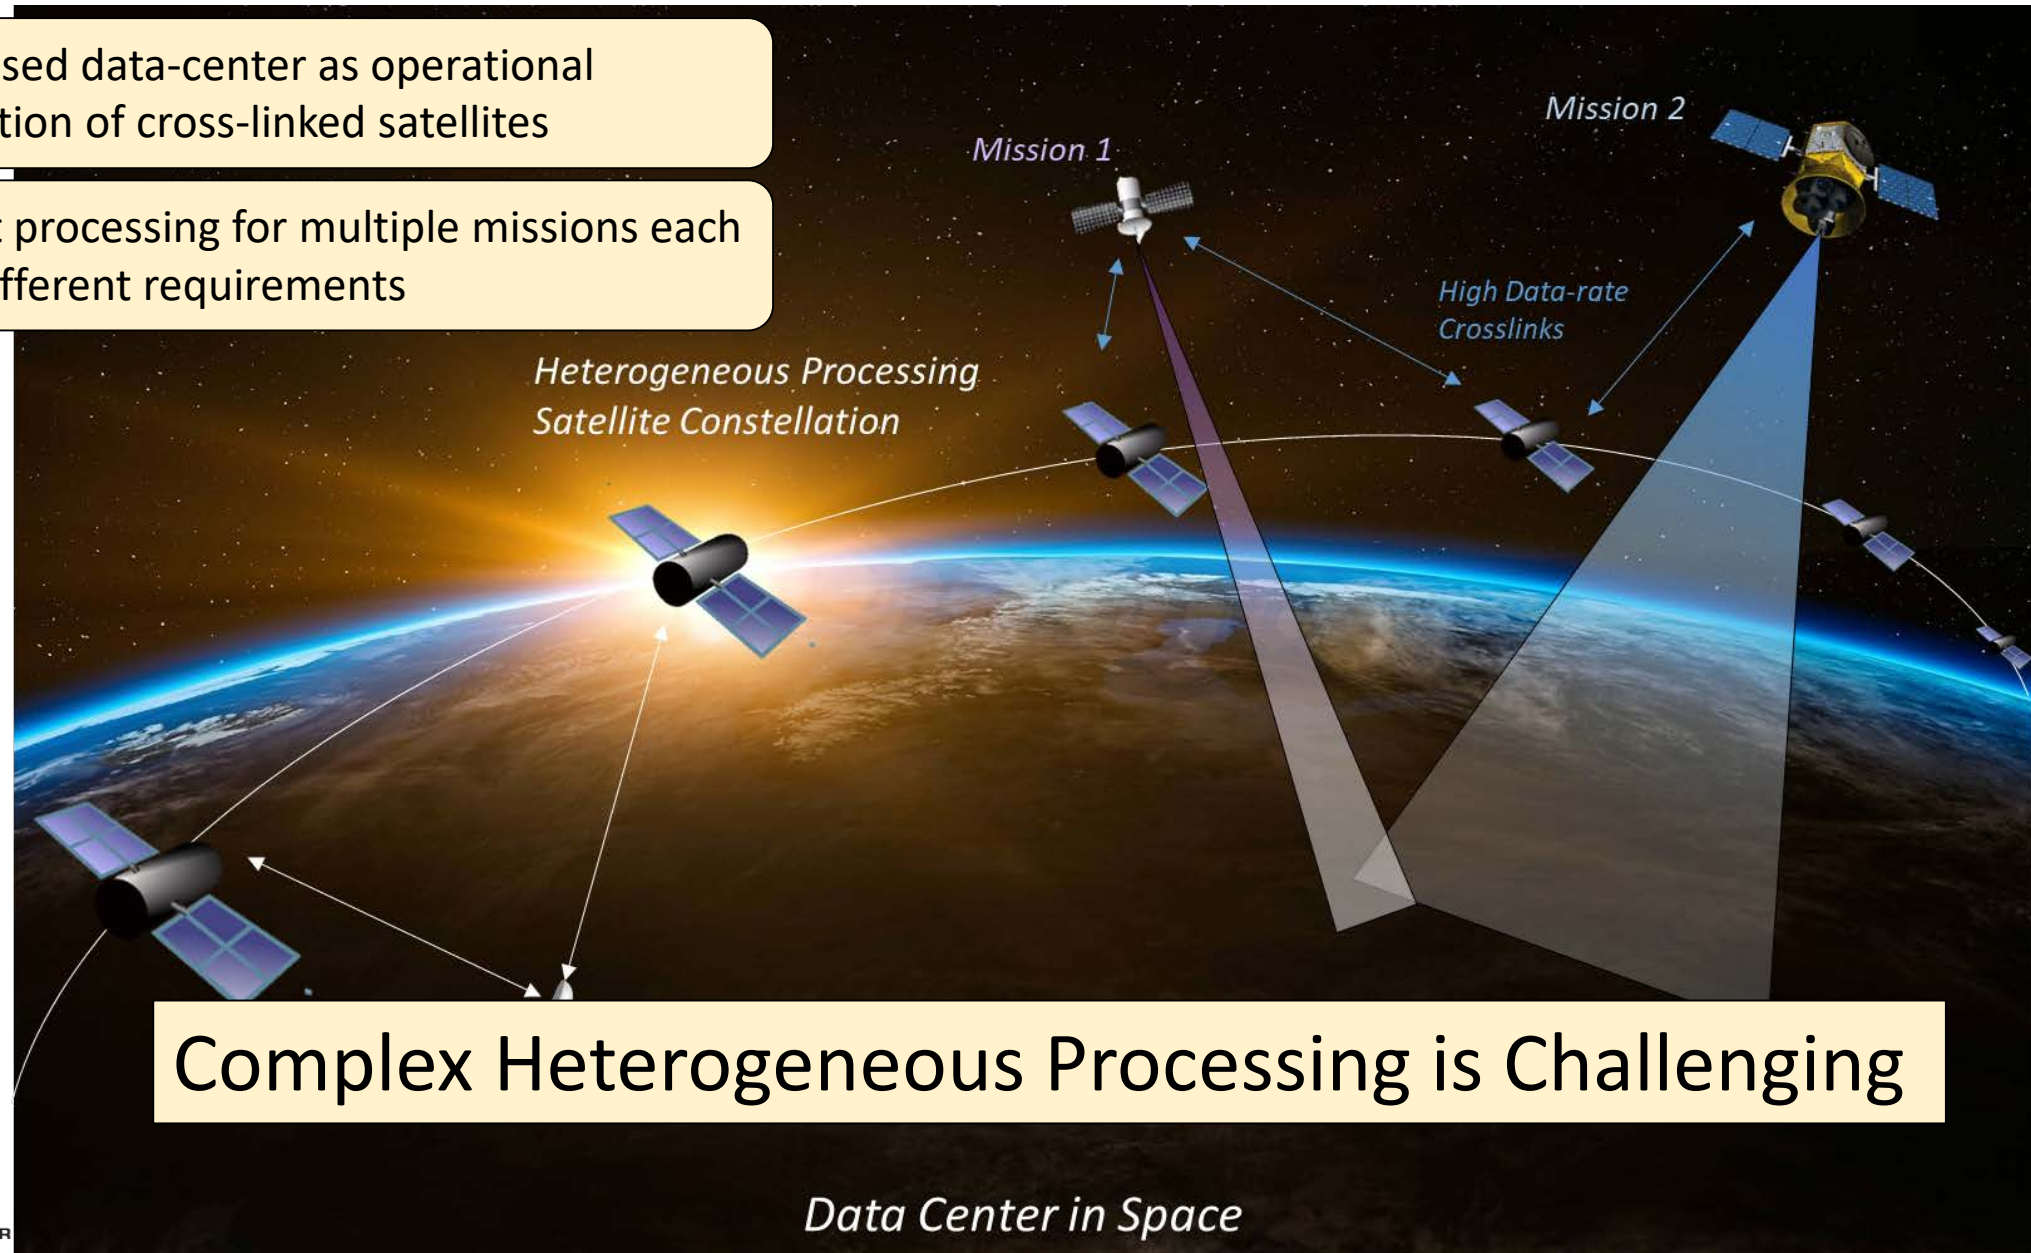 sed data-center as operational
tion of cross-linked satellites
t processing for multiple missions each
fferent requirements
Mission 1
Mission 2
High Data-rate
Crosslinks
Heterogeneous Processing
Satellite Constellation
Complex Heterogeneous Processing is Challenging
Data Center in Space
R